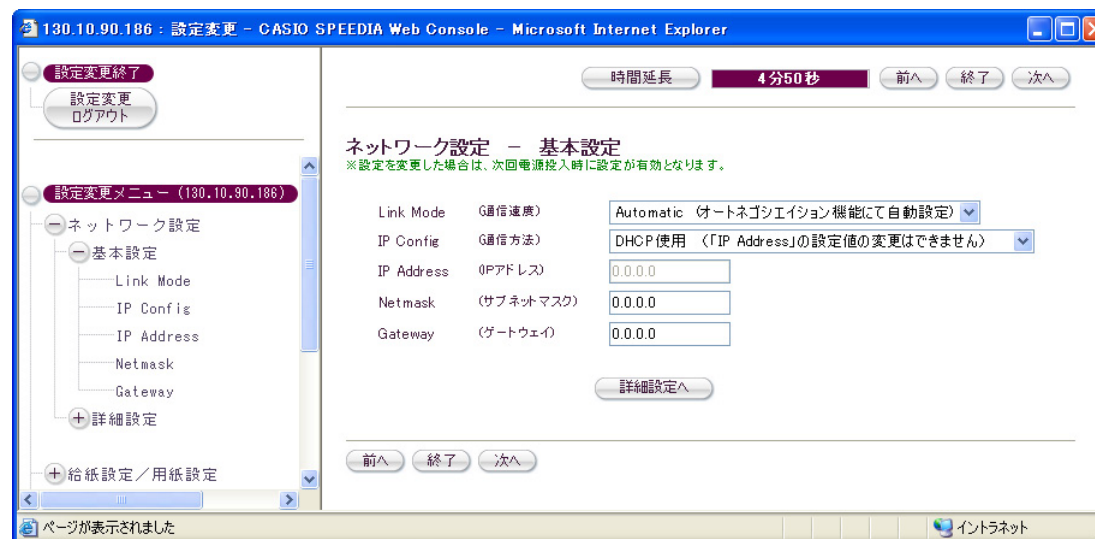 130.10.90.186 : 設定変更 - CASIO SPEEDIA Web Console - Microsoft Internet Explorer
設定変更終了
設定変更
ログアウト
設定変更メニュー (130.10.90.186)
ネットワーク設定
基本設定
Link Mode
IP Config
IP Address
Netmask
Gateway
詳細設定
給紙設定／用紙設定
時間延長 4分50秒 前へ 終了 次へ
ネットワーク設定 － 基本設定
※設定を変更した場合は、次回電源投入時に設定が有効となります。
Link Mode (通信速度) Automatic (オートネゴシエイション機能にて自動設定)
IP Config (通信方法) DHCP使用 (「IP Address」の設定値の変更はできません)
IP Address (IPアドレス) 0.0.0.0
Netmask (サブネットマスク) 0.0.0.0
Gateway (ゲートウェイ) 0.0.0.0
詳細設定へ
前へ 終了 次へ
ページが表示されました イントラネット